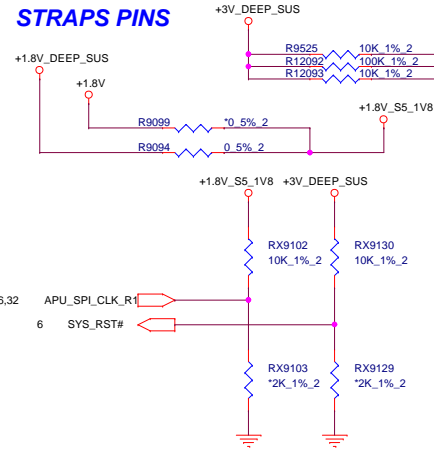 STRAPS PINS
+3V_DEEP_SUS
R9525 10K_1%_2
R12092 100K_1%_2
R12093 10K_1%_2
+1.8V_DEEP_SUS
+1.8V
+1.8V_S5_1V8
R9099 *0_5%_2
R9094 0_5%_2
+1.8V_S5_1V8 +3V_DEEP_SUS
RX9102 RX9130
10K_1%_2 10K_1%_2
6,32 APU_SPI_CLK_R1
6 SYS_RST#
RX9103 RX9129
*2K_1%_2 *2K_1%_2